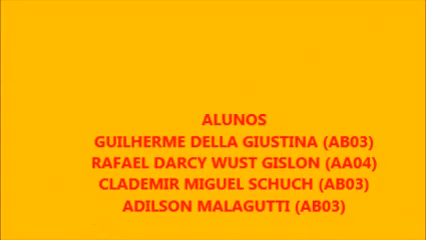 ALUNOS
GUILHERME DELLA GIUSTINA (AB03)
RAFAEL DARCY WUST GISLON (AA04)
CLADEMIR MIGUEL SCHUCH (AB03)
ADILSON MALAGUTTI (AB03)